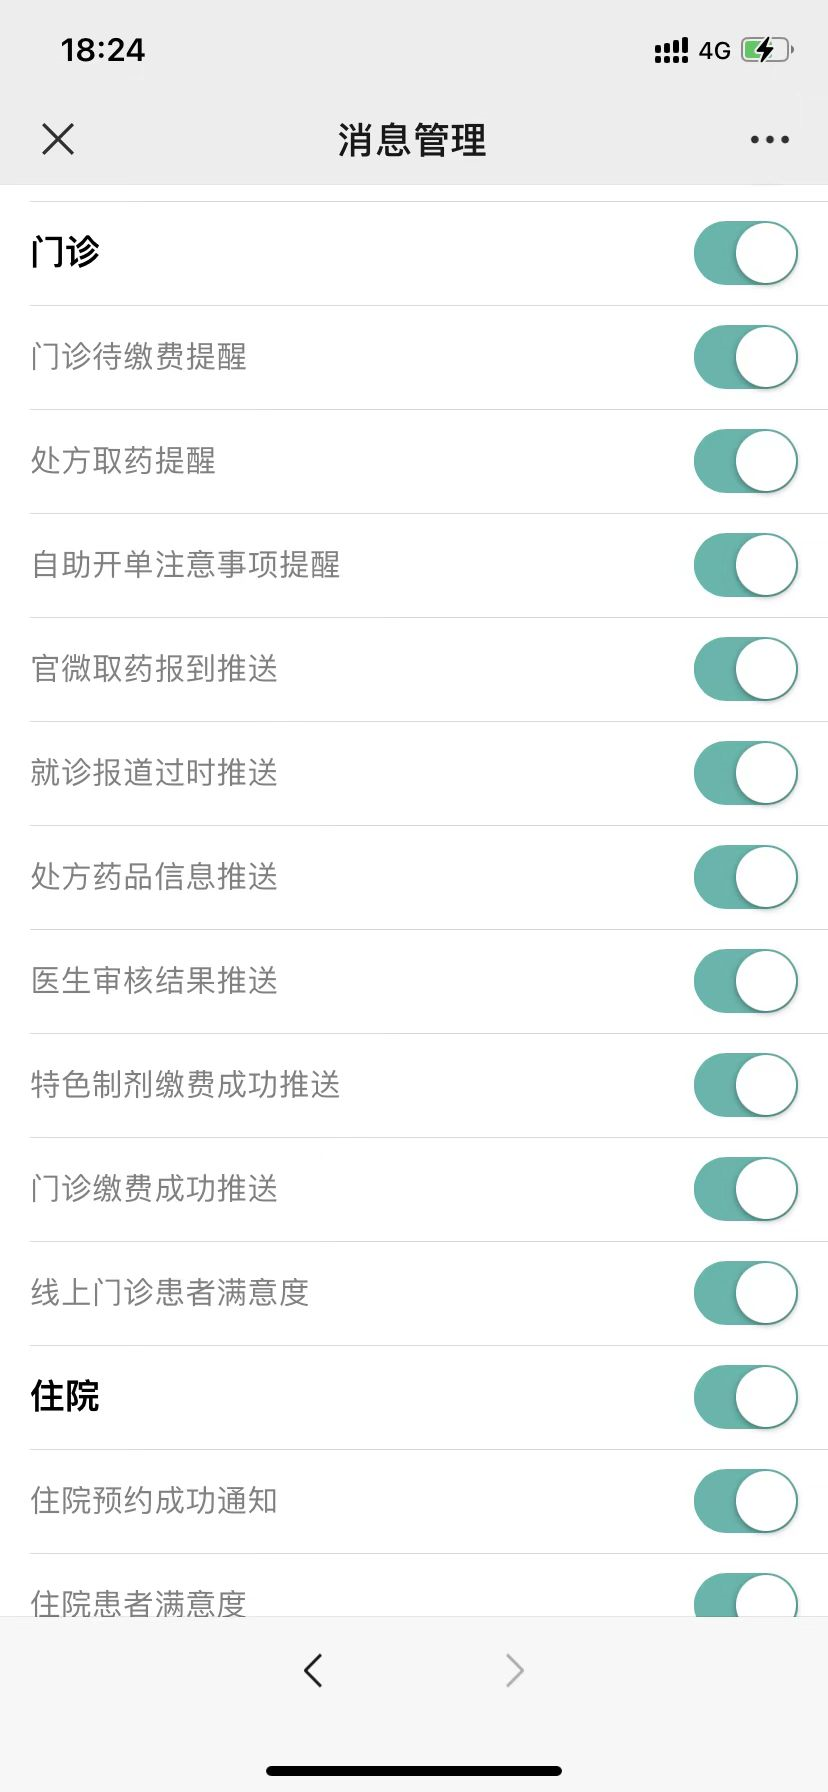 18:24
4G
消息管理
门诊
门诊待缴费提醒
处方取药提醒
自助开单注意事项提醒
官微取药报到推送
就诊报道过时推送
处方药品信息推送
医生审核结果推送
特色制剂缴费成功推送
门诊缴费成功推送
线上门诊患者满意度
住院
住院预约成功通知
住院患者满意度